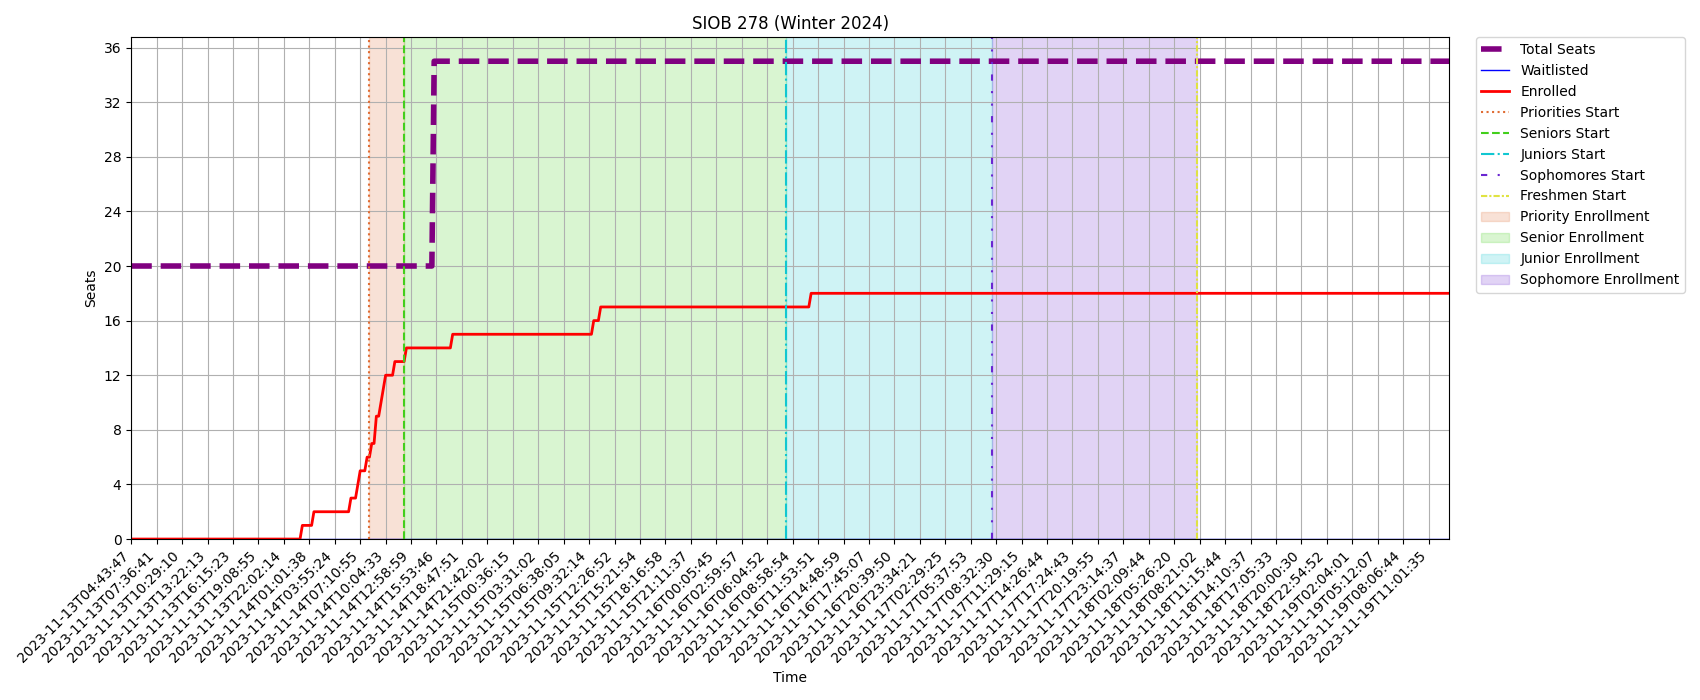 SIOB 278 (Winter 2024)
Seats
36
32
28
24
20
16
12
8
4
0
2023-11-13T04:43:47
2023-11-13T07:36:41
2023-11-13T10:29:10
2023-11-13T13:22:13
2023-11-13T16:15:23
2023-11-13T19:08:55
2023-11-13T22:02:14
2023-11-14T01:01:38
2023-11-14T03:55:24
2023-11-14T07:10:55
2023-11-14T10:04:33
2023-11-14T12:58:59
2023-11-14T15:53:46
2023-11-14T18:47:51
2023-11-14T21:42:02
2023-11-15T00:36:15
2023-11-15T03:31:02
2023-11-15T06:38:05
2023-11-15T09:32:14
2023-11-15T12:26:52
2023-11-15T15:21:54
2023-11-15T18:16:58
2023-11-15T21:11:37
2023-11-16T00:05:45
2023-11-16T02:59:57
2023-11-16T06:04:52
2023-11-16T08:58:54
2023-11-16T11:53:51
2023-11-16T14:48:59
2023-11-16T17:45:07
2023-11-16T20:39:50
2023-11-16T23:34:21
2023-11-17T02:29:25
2023-11-17T05:37:53
2023-11-17T08:32:30
2023-11-17T11:29:15
2023-11-17T14:26:44
2023-11-17T17:24:43
2023-11-17T20:19:55
2023-11-17T23:14:37
2023-11-18T02:09:44
2023-11-18T05:26:20
2023-11-18T08:21:02
2023-11-18T11:15:44
2023-11-18T14:10:37
2023-11-18T17:05:33
2023-11-18T20:00:30
2023-11-18T22:54:52
2023-11-19T02:04:01
2023-11-19T05:12:07
2023-11-19T08:06:44
2023-11-19T11:01:35
Time
Total Seats
Waitlisted
Enrolled
Priorities Start
Seniors Start
Juniors Start
Sophomores Start
Freshmen Start
Priority Enrollment
Senior Enrollment
Junior Enrollment
Sophomore Enrollment